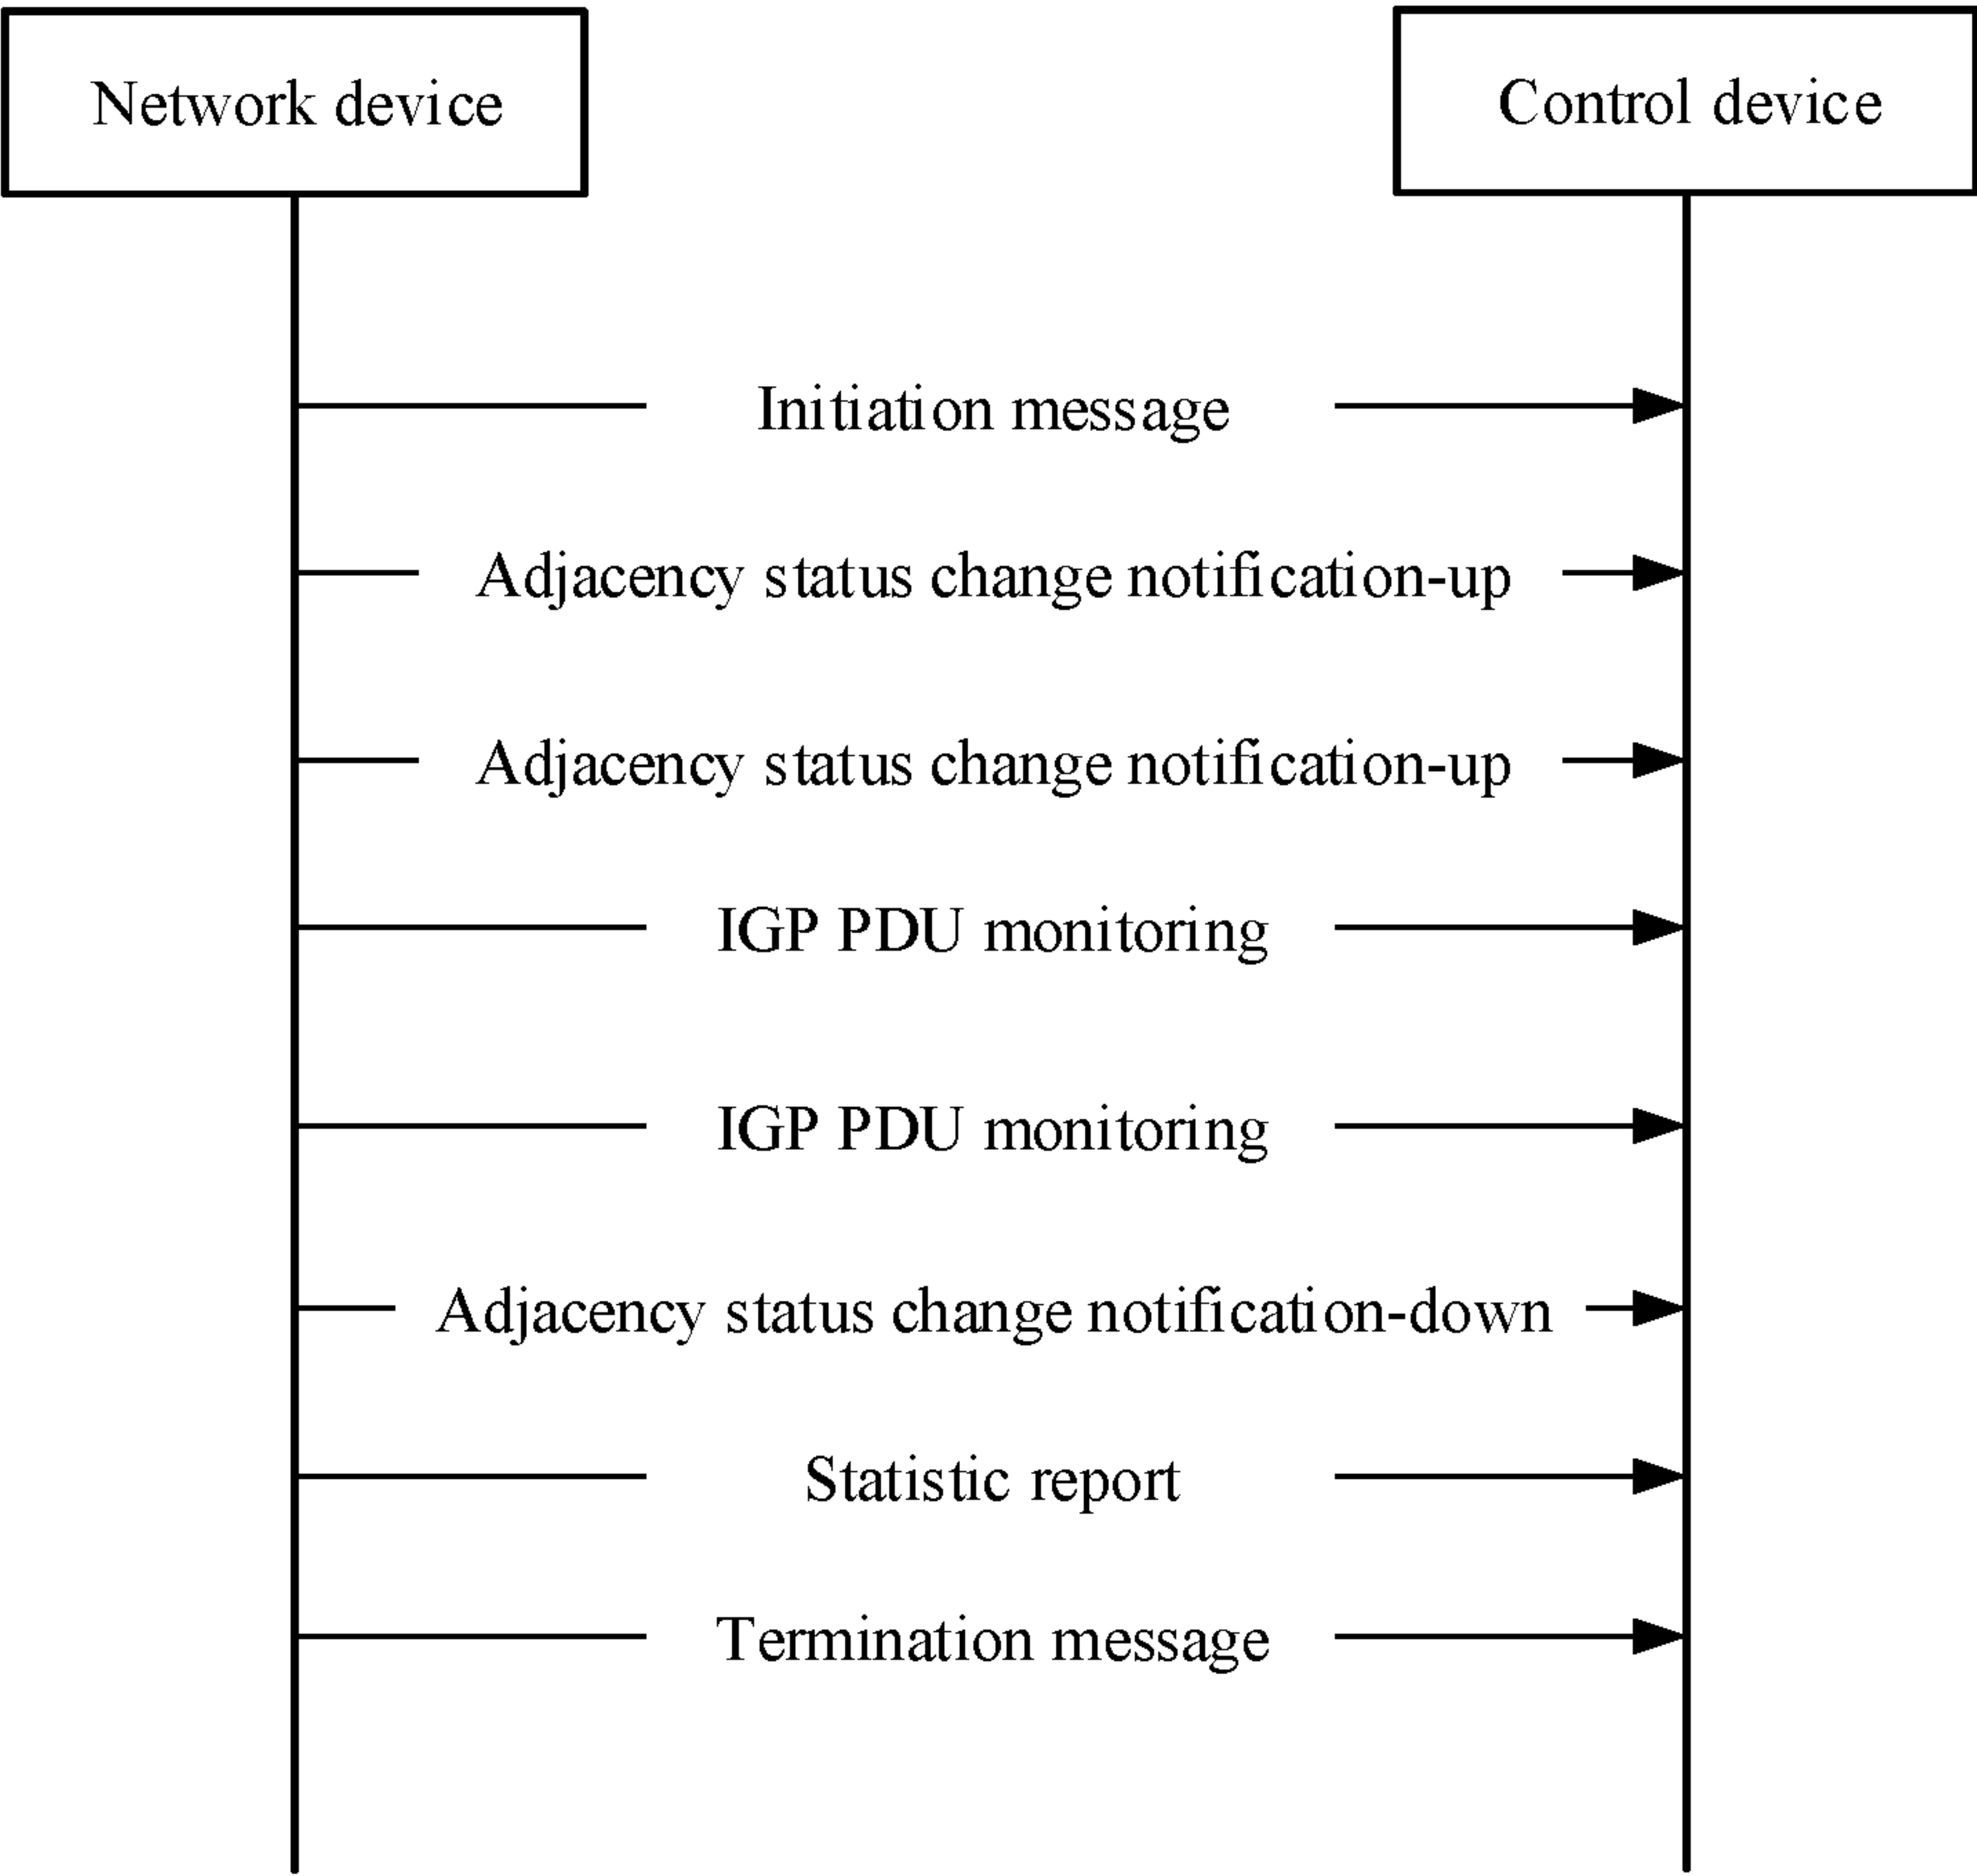 Network device
Control device
Initiation message
Adjacency status change notification-up
Adjacency status change notification-up
IGP PDU monitoring
IGP PDU monitoring
Adjacency status change notification-down
Statistic report
Termination message